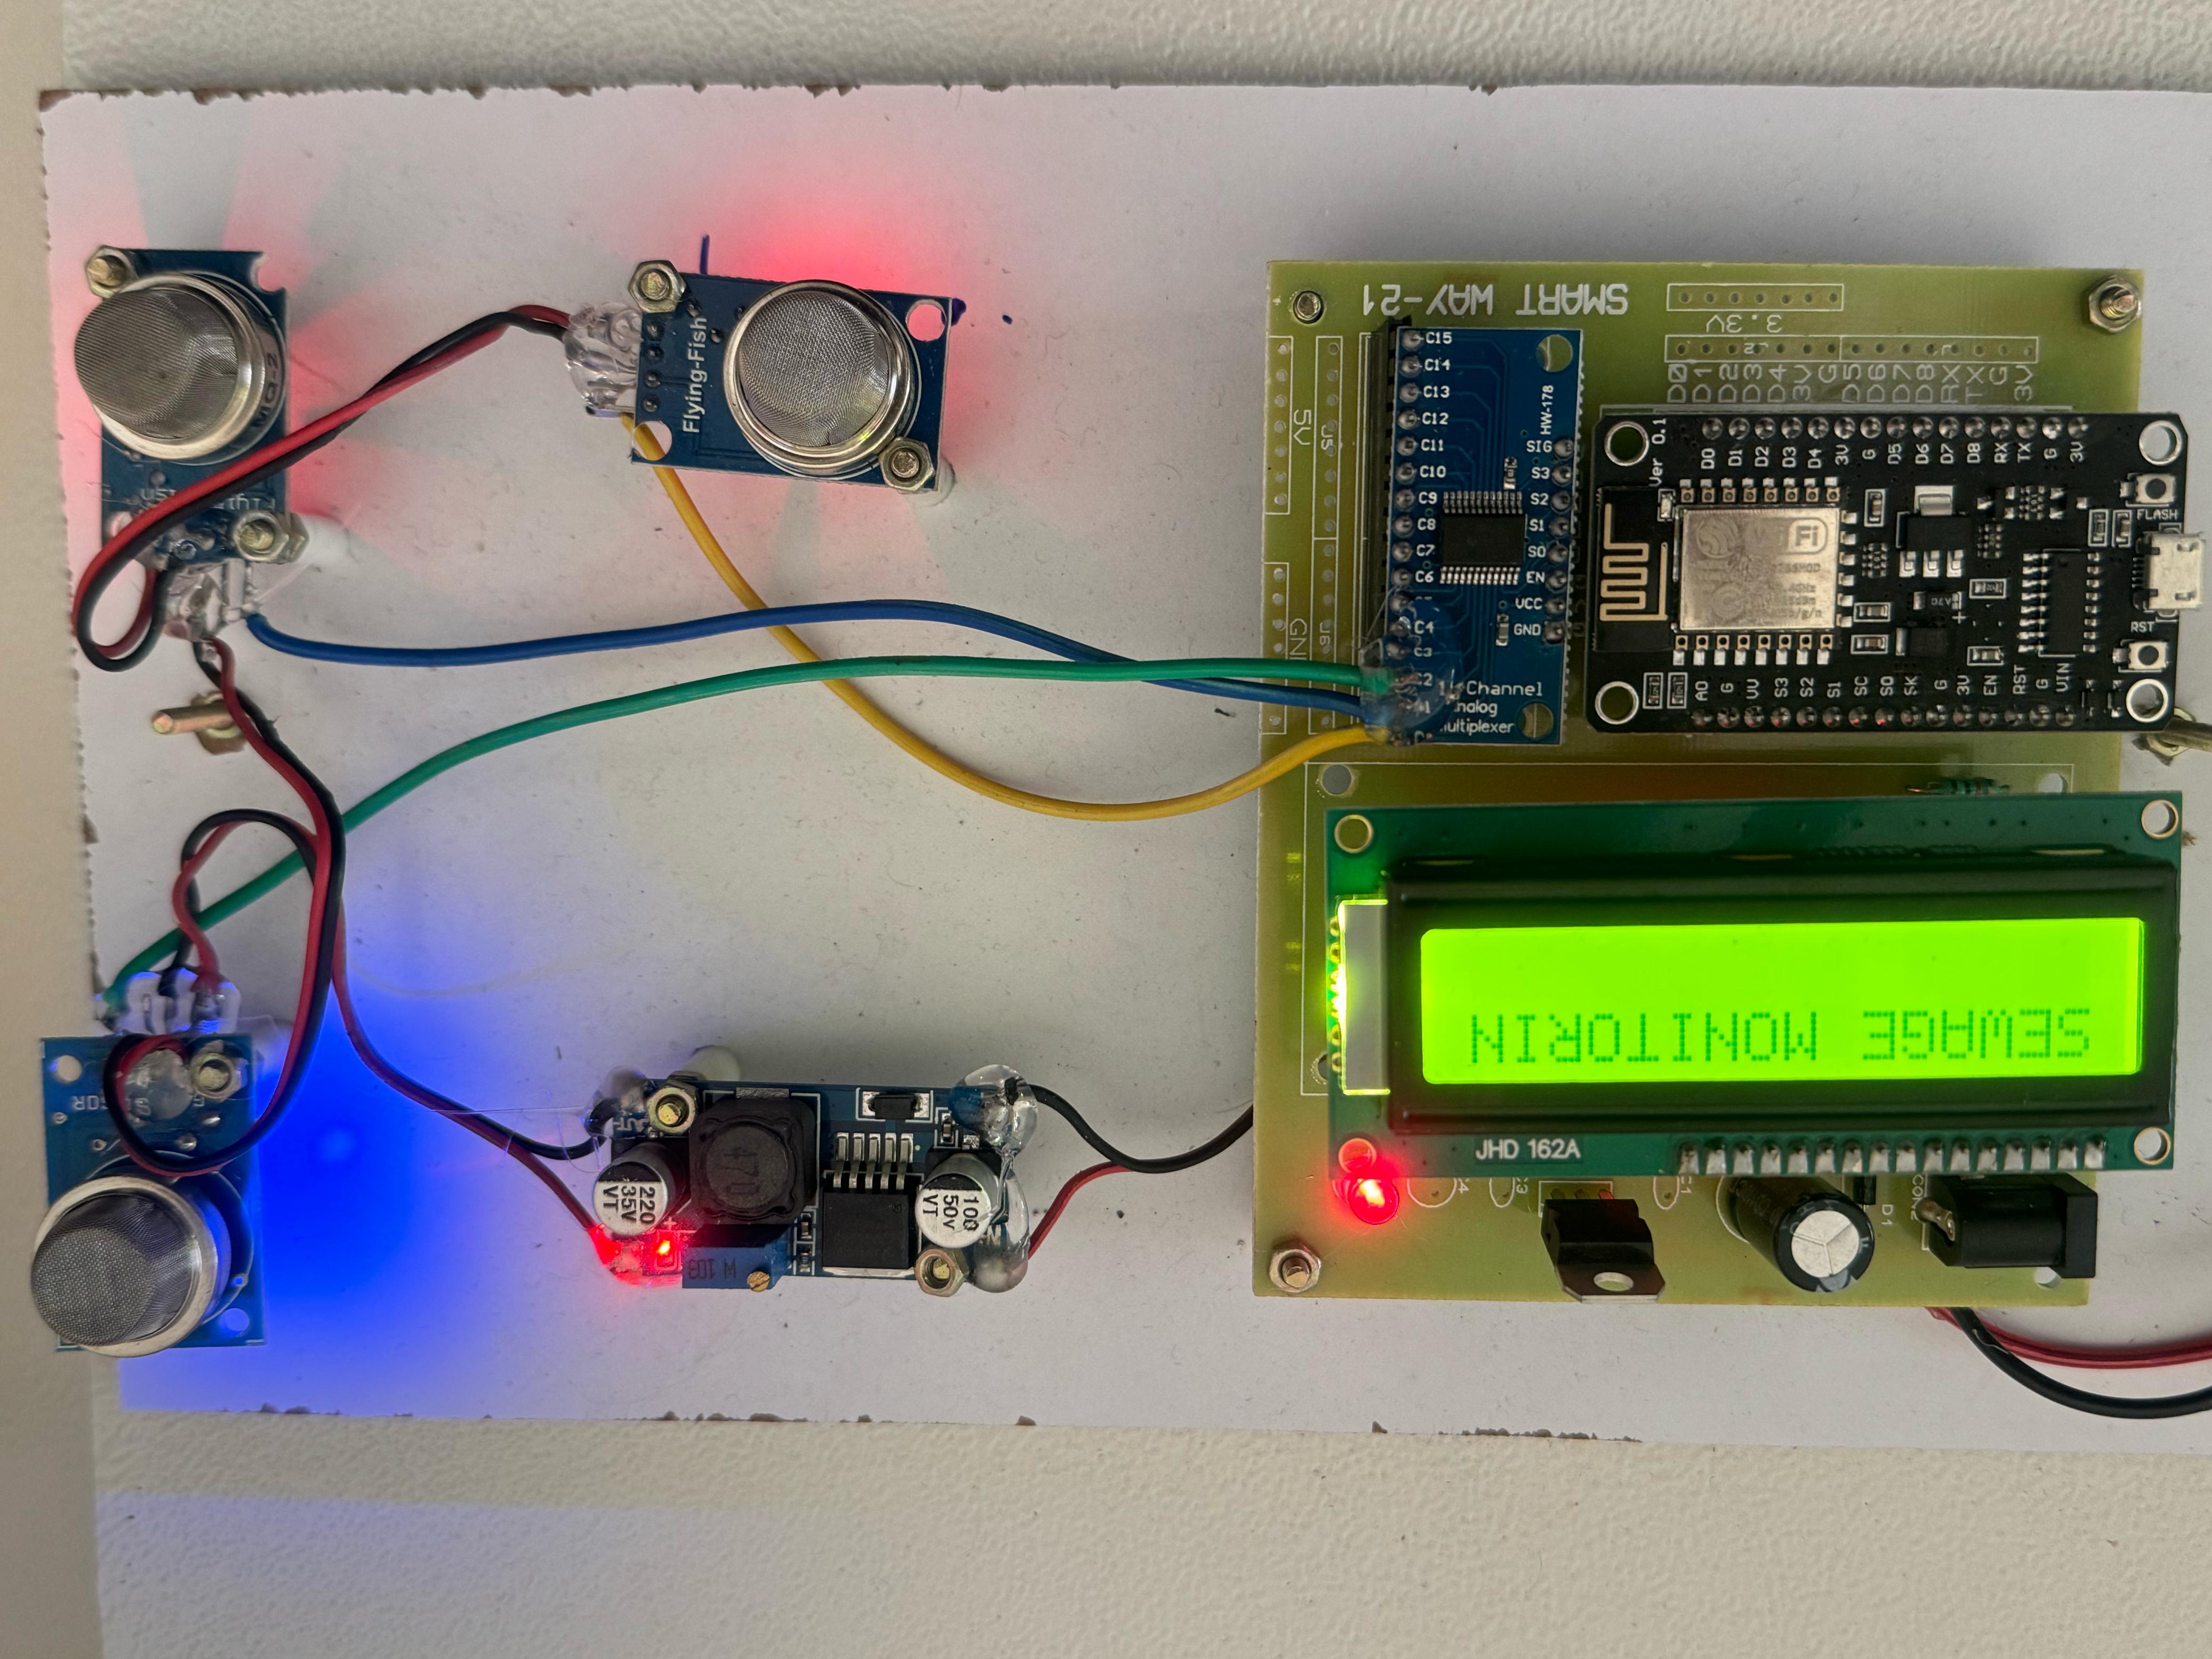 MQ-2
Flying-Fish
SMART WAY-21
3.3V
5V
D0
D1
D2
D3
D4
3V
G
D5
D6
D7
D8
RX
TX
G
3V
C15
C14
C13
C12
C11
C10
C9
C8
C7
C6
C4
C3
C2
HW-178
SIG
S3
S2
S1
S0
EN
VCC
GND
Channel
Ver 0.1
D0
D1
D2
D3
D4
3V
G
D5
D6
D7
D8
RX
TX
G
3V
FLASH
RST
A0
G
VV
S3
S2
S1
SC
S0
SK
G
3V
EN
RST
G
VIN
SEWAGE MONITORIN
JHD 162A
CON2
D1
220
35V
VT
470
100
50V
VT
W 103